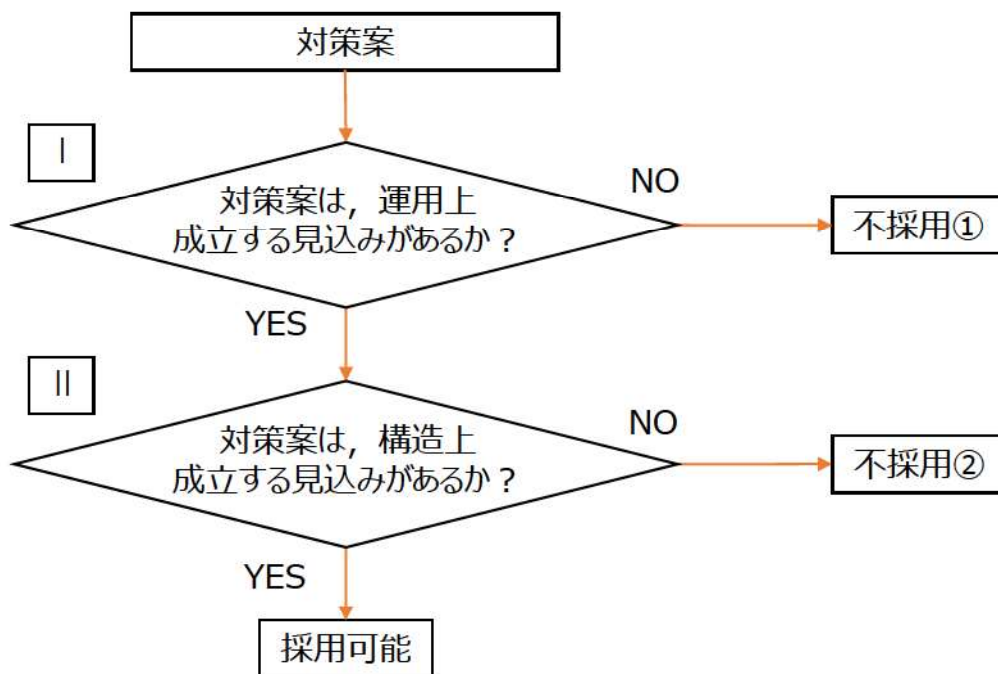 対策案
Ⅰ
対策案は，運用上
成立する見込みがあるか？
NO
不採用①
YES
Ⅱ
対策案は，構造上
成立する見込みがあるか？
NO
不採用②
YES
採用可能